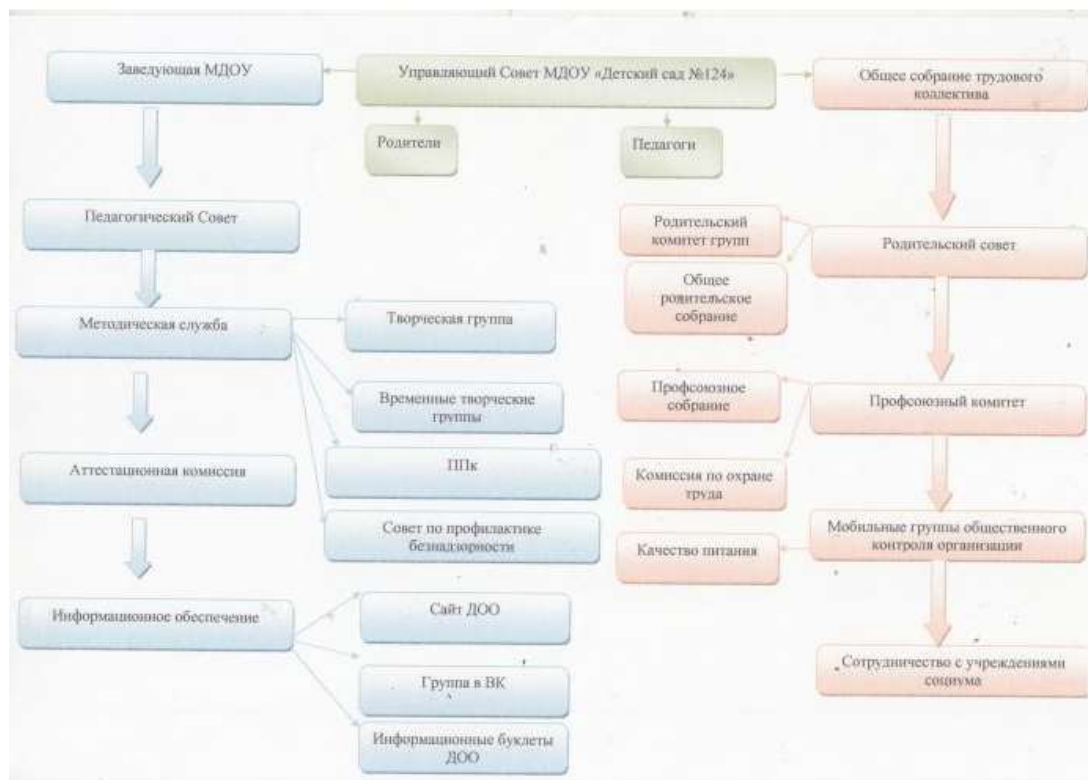 Заведующая МДОУ
Управляющий Совет МДОУ «Детский сад №124»
Общее собрание трудового
коллектива
Родители
Педагоги
Педагогический Совет
Родительский
комитет групп
Родительский совет
Общее
родительское
собрание
Методическая служба
Творческая группа
Временные творческие
группы
Профсоюзное
собрание
Профсоюзный комитет
Аттестационная комиссия
ППк
Комиссия по охране
труда
Совет по профилактике
безнадзорности
Мобильные группы общественного
контроля организации
Качество питания
Информационное обеспечение
Сайт ДОО
Группа в ВК
Информационные буклеты
ДОО
Сотрудничество с учреждениями
социума